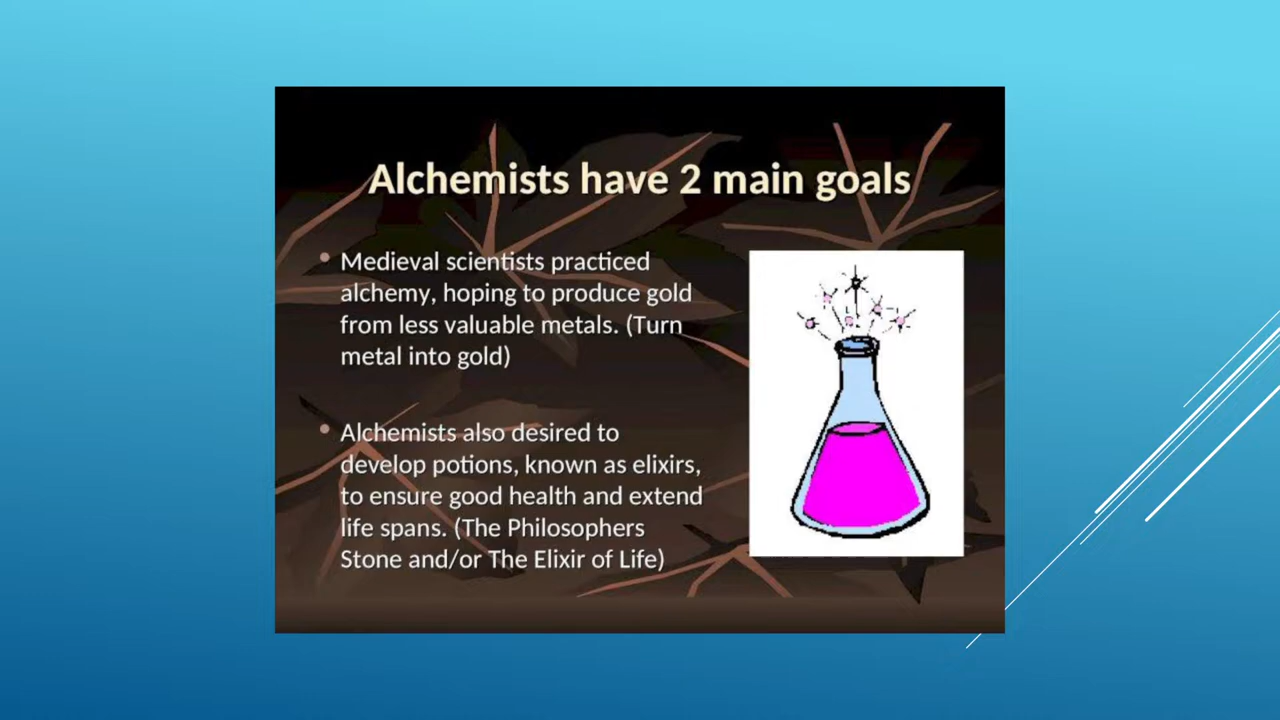 Alchemists have 2 main goals
• Medieval scientists practiced
alchemy, hoping to produce gold
from less valuable metals. (Turn
metal into gold)
• Alchemists also desired to
develop potions, known as elixirs,
to ensure good health and extend
life spans. (The Philosophers
Stone and/or The Elixir of Life)